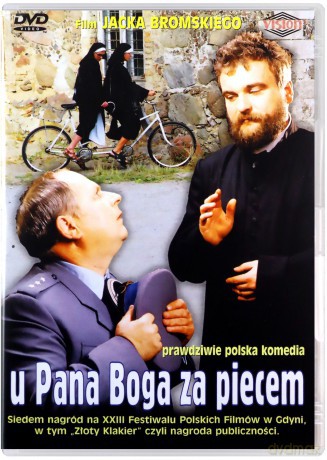 DVD
VIDEO
Film JACKA BROMSKIEGO
VISION
prawdziwie polska komedia
u Pana Boga za piecem
Siedem nagród na XXIII Festiwalu Polskich Filmów w Gdyni,
w tym „Złoty Klakier” czyli nagroda publiczności.
dvdmax